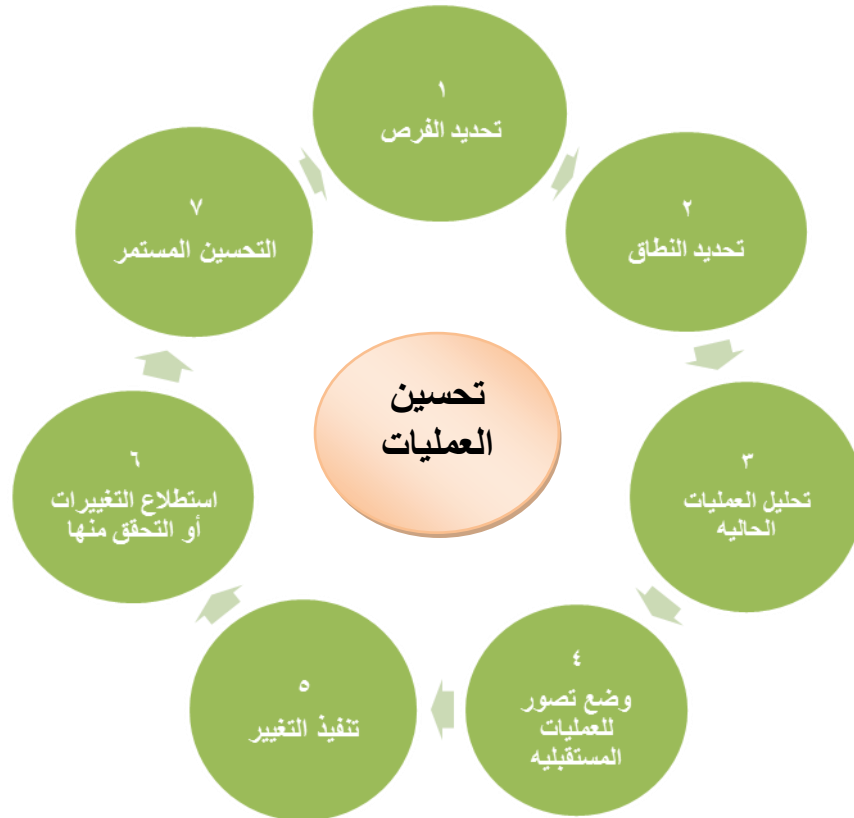 ١
تحديد الفرص
٢
تحديد النطاق
٣
تحليل العمليات
الحاليه
٤
وضع تصور
للعمليات
المستقبليه
٥
تنفيذ التغيير
٦
استطلاع التغييرات
أو التحقق منها
٧
التحسين المستمر
تحسين
العمليات